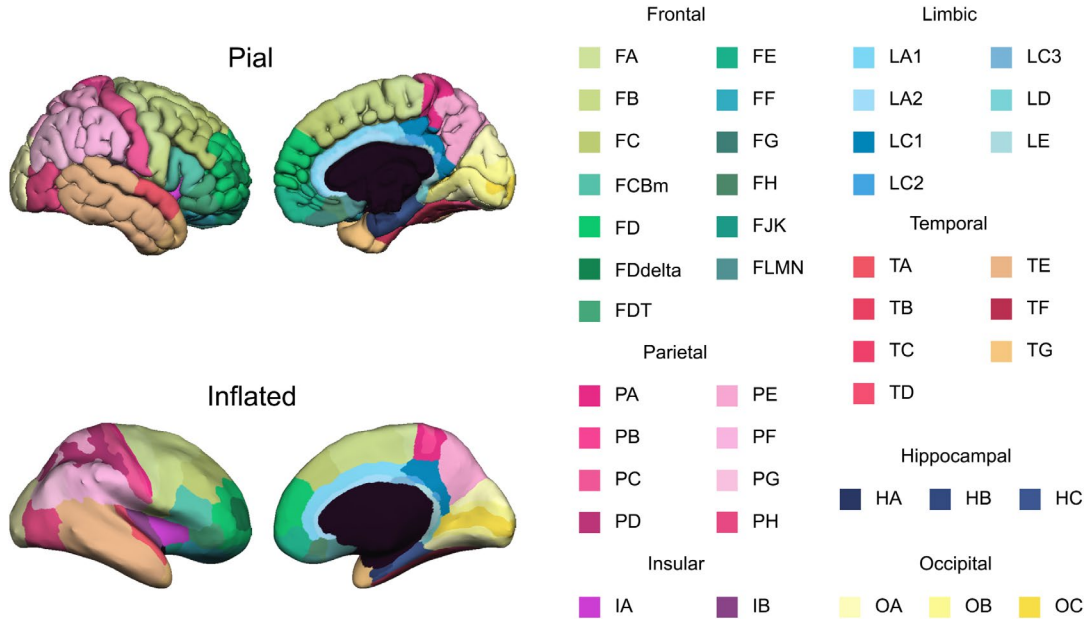 Pial
Inflated
Frontal
FA
FB
FC
FCBm
FD
FDdelta
FDT
FE
FF
FG
FH
FJK
FLMN
Parietal
PA
PB
PC
PD
PE
PF
PG
PH
Insular
IA
IB
Limbic
LA1
LA2
LC1
LC2
LC3
LD
LE
Temporal
TA
TB
TC
TD
TE
TF
TG
Hippocampal
HA HB HC
Occipital
OA OB OC